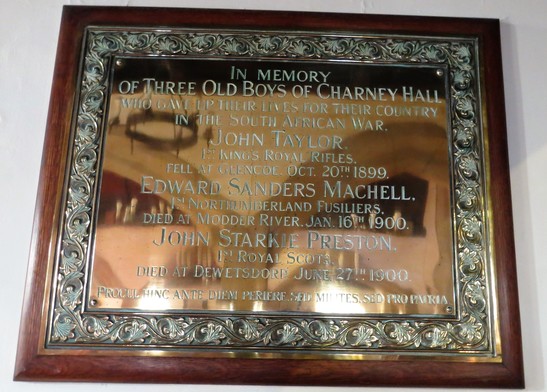 IN MEMORY
OF THREE OLD BOYS OF CHARNEY HALL
WHO GAVE UP THEIR LIVES FOR THEIR COUNTRY
IN THE SOUTH AFRICAN WAR.
JOHN TAYLOR,
1ST KINGS ROYAL RIFLES,
FELL AT GLENCOE. OCT. 20TH 1899.
EDWARD SANDERS MACHELL,
1ST NORTHUMBERLAND FUSILIERS,
DIED AT MODDER RIVER, JAN. 16TH 1900.
JOHN STARKIE PRESTON,
1ST ROYAL SCOTS,
DIED AT DEWETSDORP JUNE 27TH 1900.
PROCUL HINC ANTE DIEM PERIERE, SED MILITES, SED PRO PATRIA